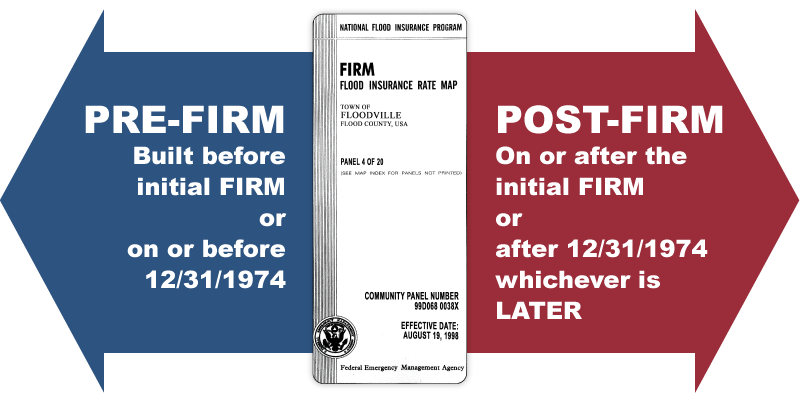 PRE-FIRM
Built before
initial FIRM
or
on or before
12/31/1974
NATIONAL FLOOD INSURANCE PROGRAM
FIRM
FLOOD INSURANCE RATE MAP
TOWN OF
FLOODVILLE
FLOOD COUNTY, USA
PANEL 4 OF 20
(SEE MAP INDEX FOR PANELS NOT PRINTED)
COMMUNITY PANEL NUMBER
99D068 0038X
EFFECTIVE DATE:
AUGUST 19, 1998
Federal Emergency Management Agency
POST-FIRM
On or after the
initial FIRM
or
after 12/31/1974
whichever is
LATER